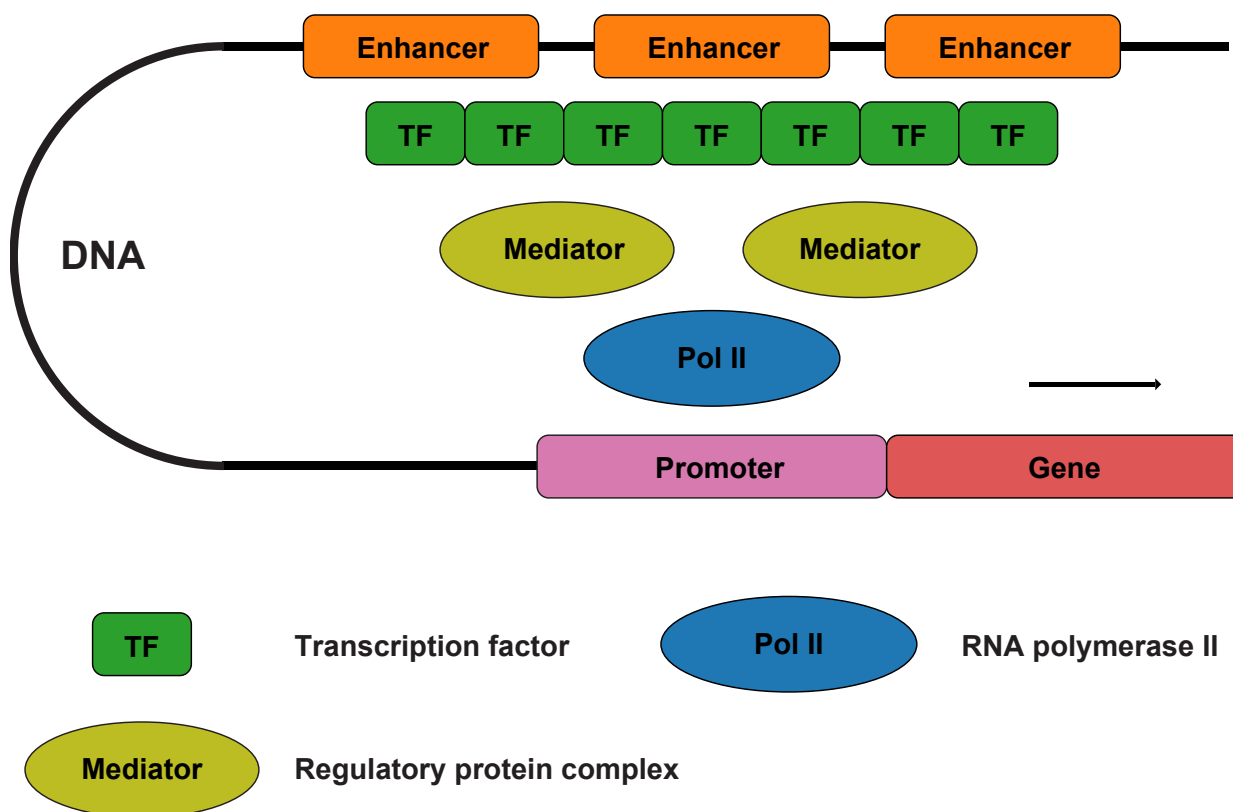 Enhancer Enhancer Enhancer
TF TF TF TF TF TF TF
DNA
Mediator Mediator
Pol II
Promoter Gene
TF Transcription factor Pol II RNA polymerase II
Mediator Regulatory protein complex